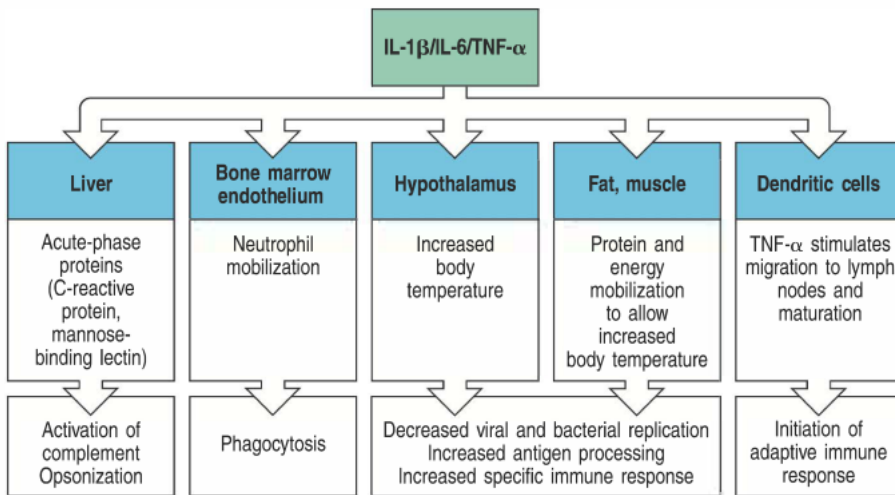 IL-1β/IL-6/TNF-α
Liver
Bone marrow
endothelium
Hypothalamus
Fat, muscle
Dendritic cells
Acute-phase
proteins
(C-reactive
protein,
mannose-
binding lectin)
Neutrophil
mobilization
Increased
body
temperature
Protein and
energy
mobilization
to allow
increased
body temperature
TNF-α stimulates
migration to lymph
nodes and
maturation
Activation of
complement
Opsonization
Phagocytosis
Decreased viral and bacterial replication
Increased antigen processing
Increased specific immune response
Initiation of
adaptive immune
response